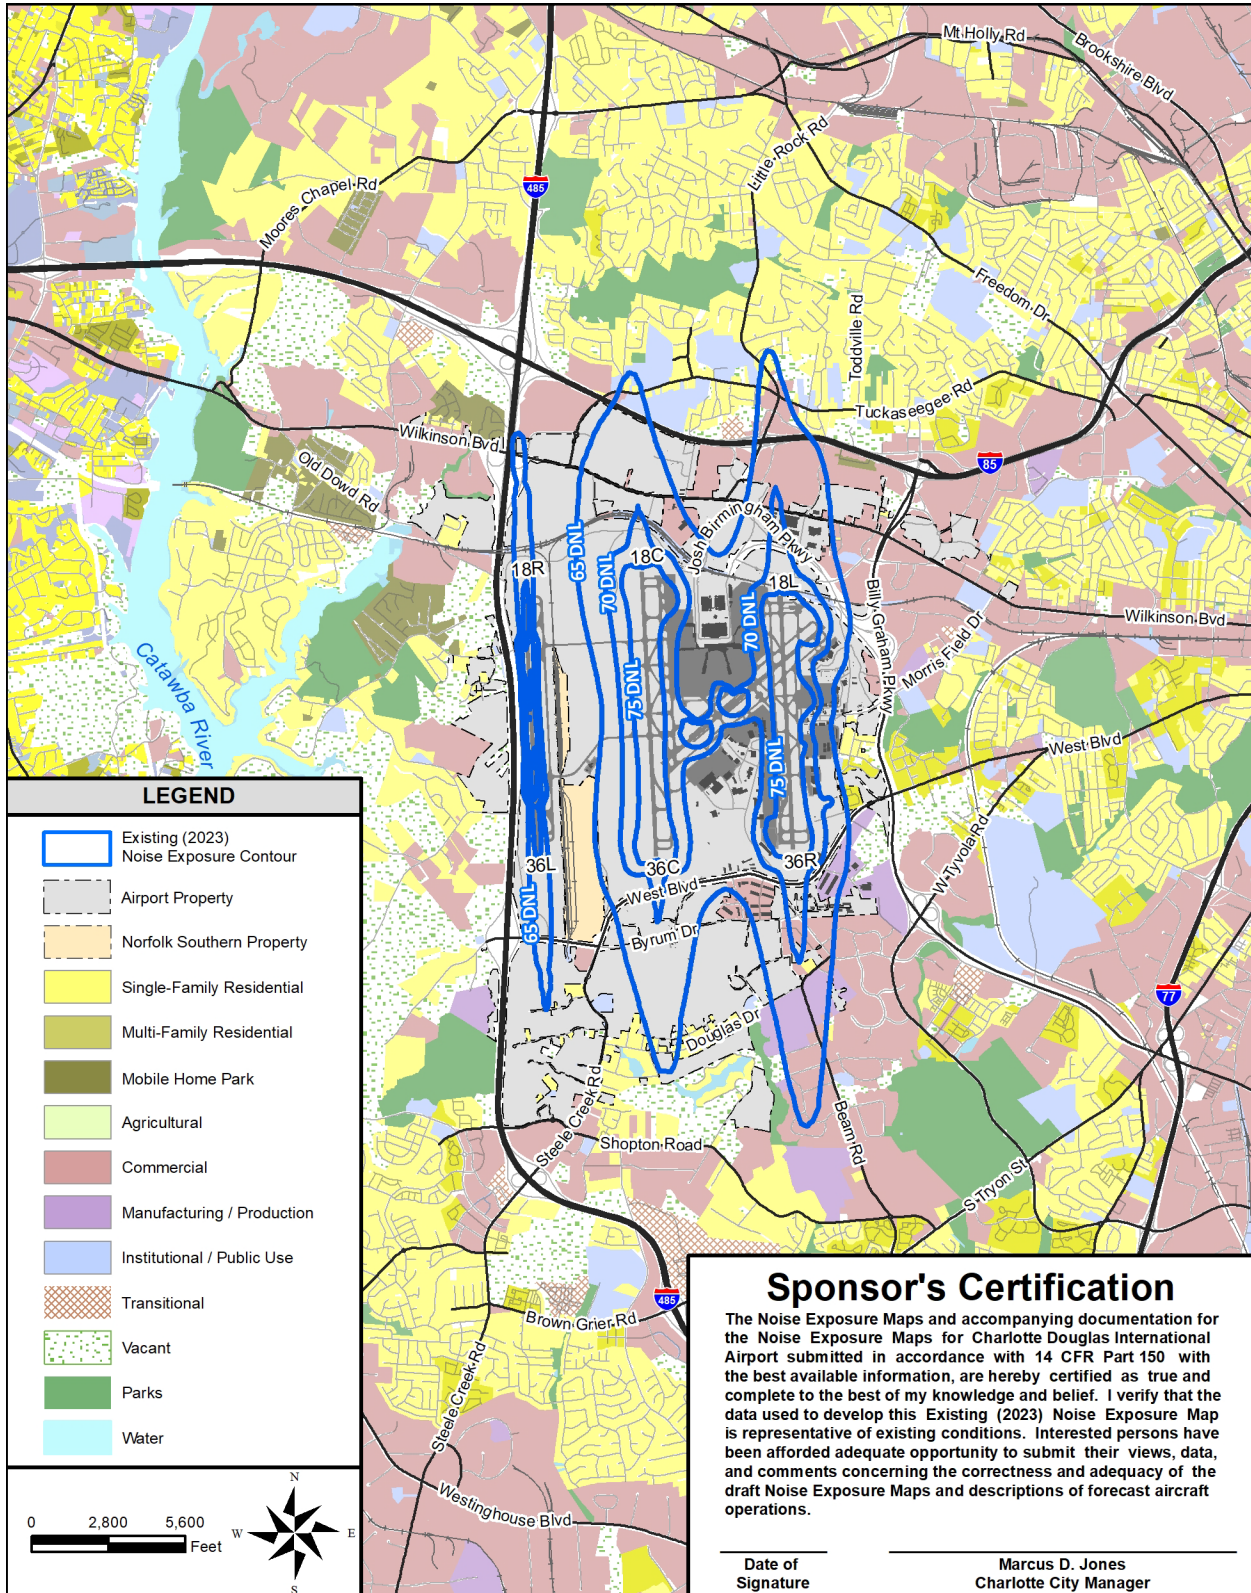 Mt Holly Rd
Brookshire Blvd
Little Rock Rd
485
Moores Chapel Rd
Freedom Dr
Toddville Rd
Tuckaseegee Rd
Wilkinson Blvd
85
Old Dowd Rd
65 DNL
Josh Birmingham Pkwy
18R
18C
18L
70 DNL
70 DNL
Billy Graham Pkwy
Wilkinson Blvd
Morris Field Dr
Catawba River
75 DNL
West Blvd
75 DNL
LEGEND
Existing (2023)
Noise Exposure Contour
Airport Property
Norfolk Southern Property
Single-Family Residential
Multi-Family Residential
Mobile Home Park
Agricultural
Commercial
Manufacturing / Production
Institutional / Public Use
Transitional
Vacant
Parks
Water
0
2,800
5,600
Feet
N
W
E
S
36L
36C
36R
W Tyvola Rd
West Blvd
65 DNL
Byrum Dr
77
Douglas Dr
Steele Creek Rd
Beam Rd
Shopton Road
S Tryon St
485
Brown Grier Rd
Steele Creek Rd
Westinghouse Blvd
Sponsor's Certification
The Noise Exposure Maps and accompanying documentation for
the Noise Exposure Maps for Charlotte Douglas International
Airport submitted in accordance with 14 CFR Part 150 with
the best available information, are hereby certified as true and
complete to the best of my knowledge and belief. I verify that the
data used to develop this Existing (2023) Noise Exposure Map
is representative of existing conditions. Interested persons have
been afforded adequate opportunity to submit their views, data,
and comments concerning the correctness and adequacy of the
draft Noise Exposure Maps and descriptions of forecast aircraft
operations.
Date of
Signature
Marcus D. Jones
Charlotte City Manager